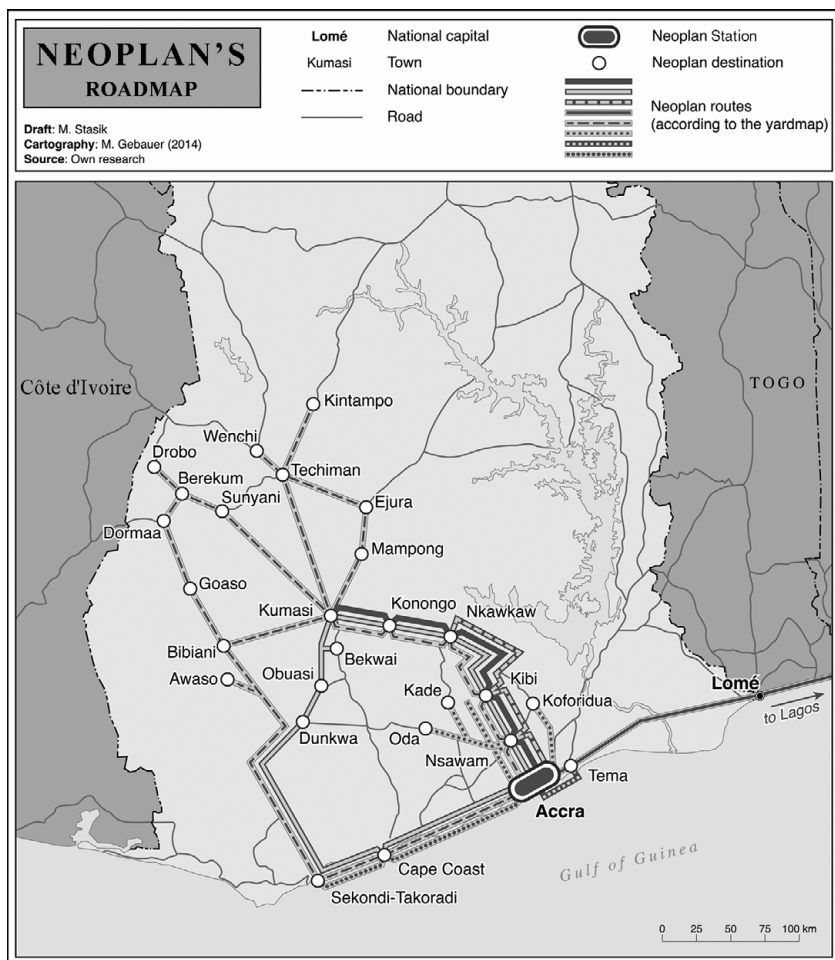 NEOPLAN'S
ROADMAP
Draft: M. Stasik
Cartography: M. Gebauer (2014)
Source: Own research
Lomé National capital
Kumasi Town
National boundary
Road
Neoplan Station
Neoplan destination
Neoplan routes
(according to the yardmap)
Côte d'Ivoire
TOGO
Kintampo
Wenchi
Drobo
Techiman
Berekum
Sunyani
Ejura
Dormaa
Mampong
Goaso
Kumasi
Konongo
Nkawkaw
Bibiani
Bekwai
Awaso
Obuasi
Kade
Kibi
Koforidua
Lomé
to Lagos
Dunkwa
Oda
Nsawam
Tema
Accra
Cape Coast
Gulf of Guinea
Sekondi-Takoradi
0 25 50 75 100 km